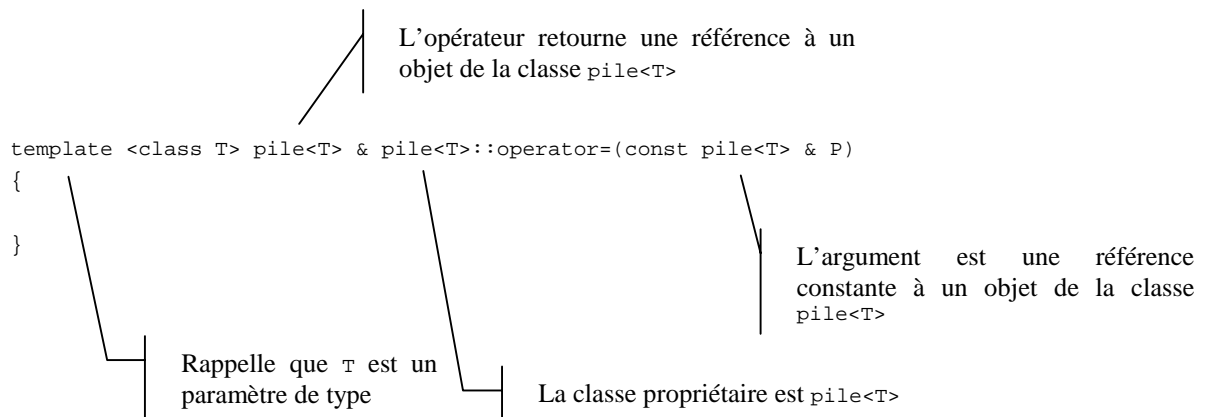 L'opérateur retourne une référence à un
objet de la classe pile<T>
template <class T> pile<T> & pile<T>::operator=(const pile<T> & P)
{
}
L'argument est une référence
constante à un objet de la classe
pile<T>
Rappelle que T est un
paramètre de type
La classe propriétaire est pile<T>